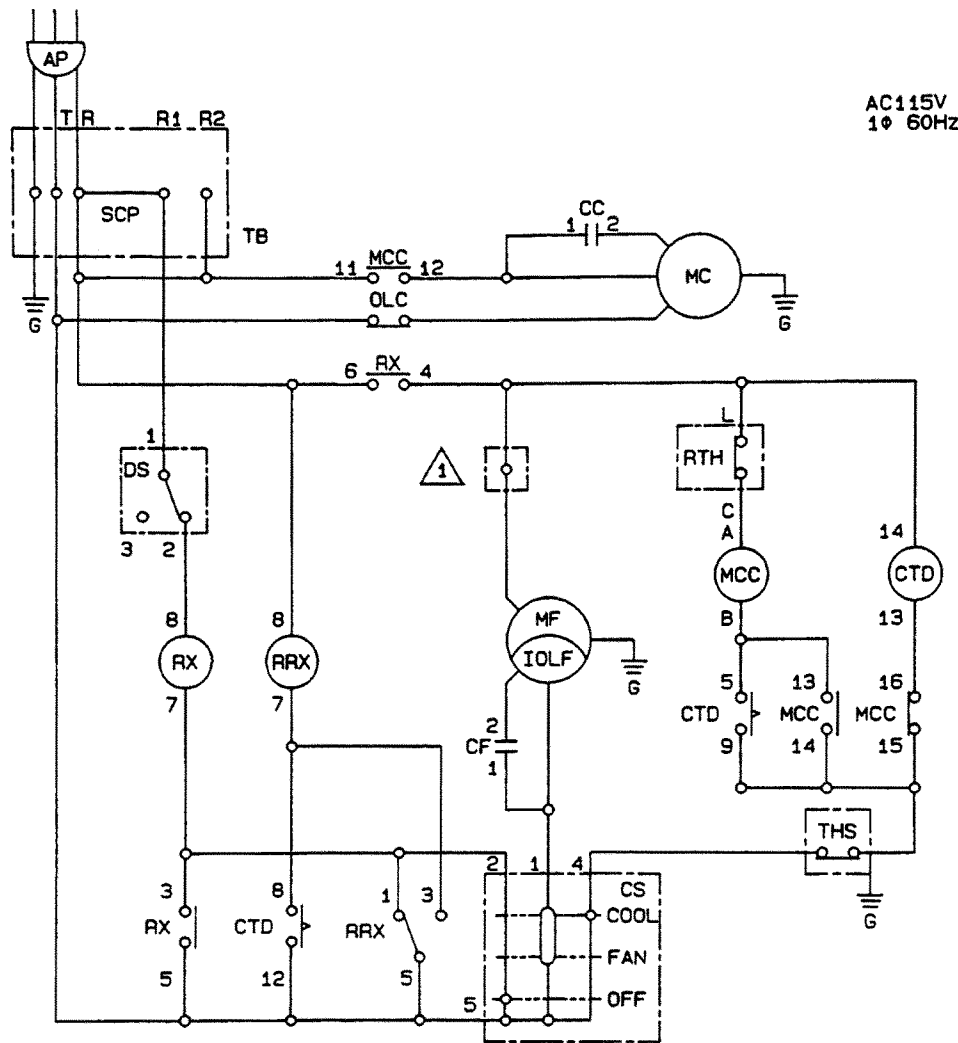 AP
AC115V
1Φ 60Hz
T R R1 R2
SCP
TB
CC
1 2
11 MCC 12
MC
OLC
G
G
6 RX 4
1
L
DS
1
RTH
3 2
C
A
14
MCC
CTD
8
8
MF
B
13
RX
RRX
IOLF
7
7
G
5
13
16
2
CTD
MCC
MCC
CF
9
14
15
1
THS
2 1 4
3
8
1 3
CS
COOL
G
RX
CTD
RRX
FAN
5
12
5
5
OFF